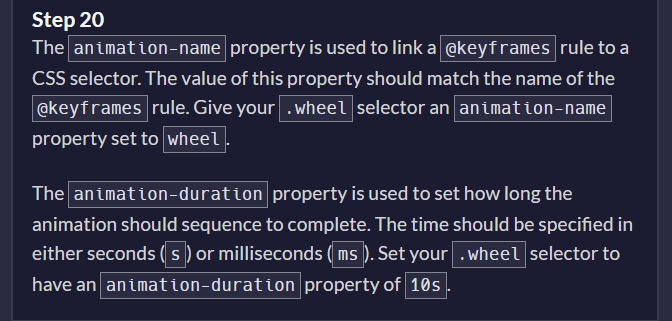 Step 20
The animation-name property is used to link a @keyframes rule to a
CSS selector. The value of this property should match the name of the
@keyframes rule. Give your .wheel selector an animation-name
property set to wheel.
The animation-duration property is used to set how long the
animation should sequence to complete. The time should be specified in
either seconds (s) or milliseconds (ms). Set your .wheel selector to
have an animation-duration property of 10s.